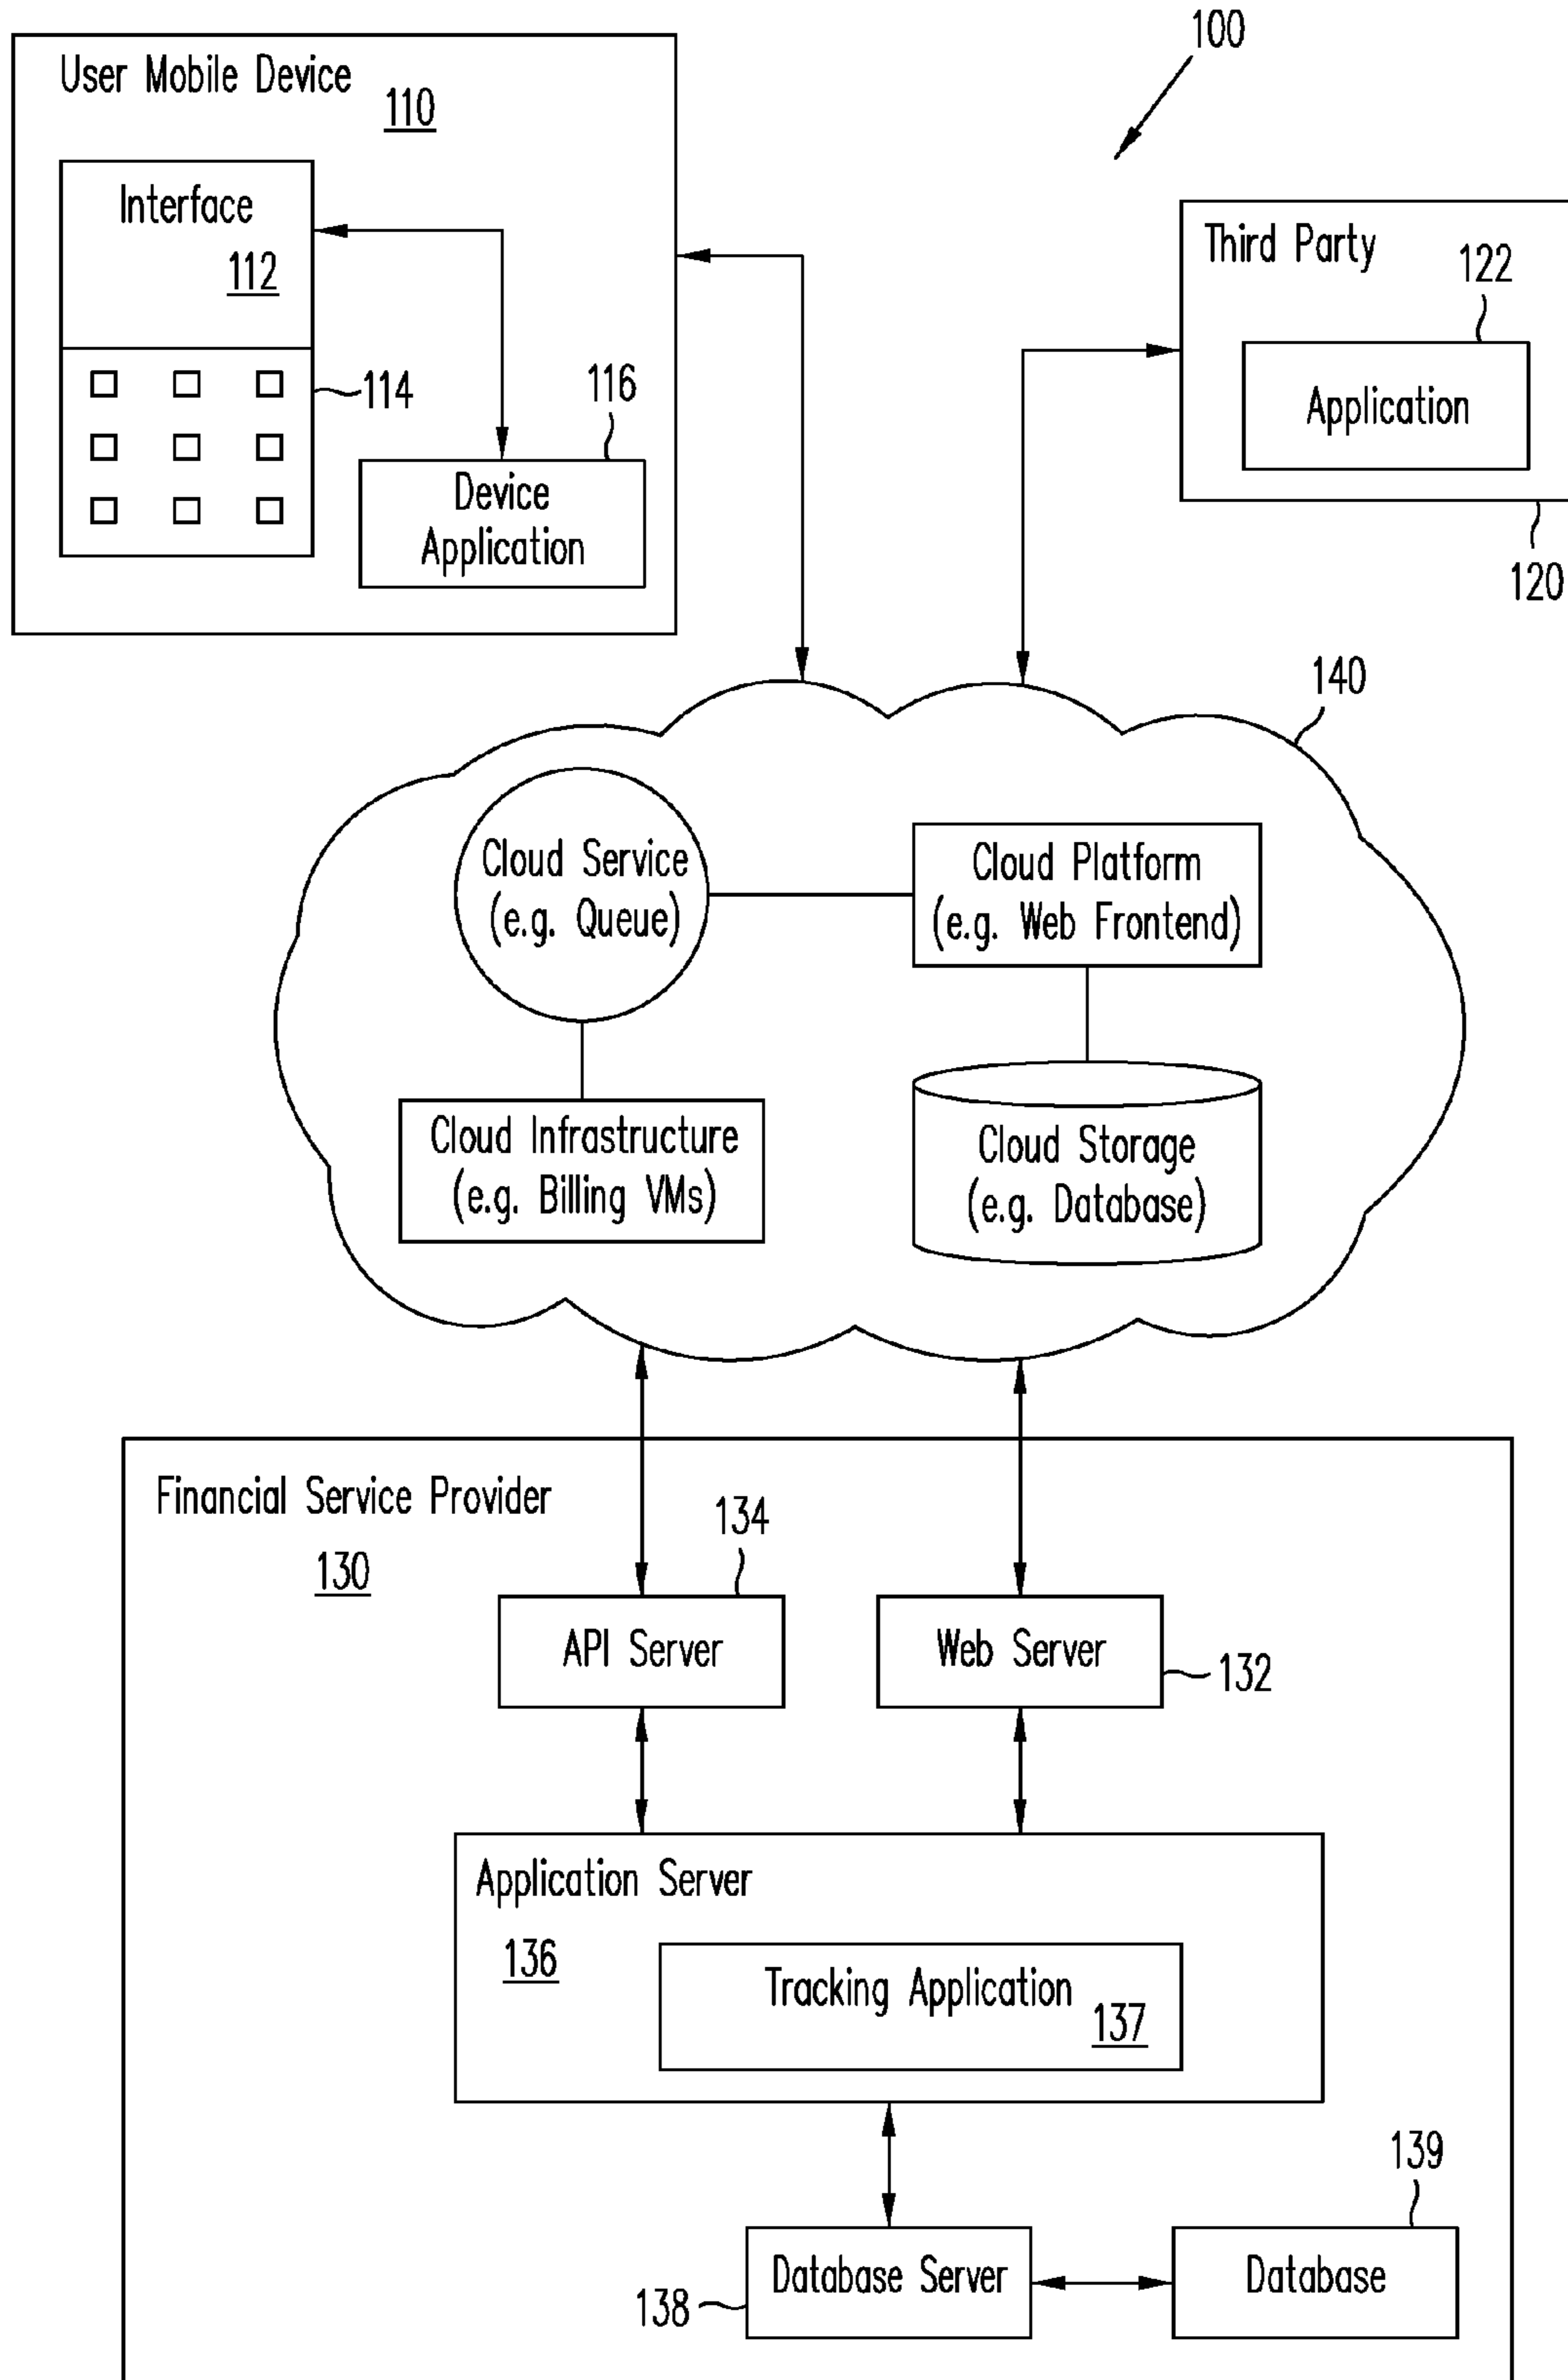 100
User Mobile Device
110
Interface
112
114
116
Device
Application
Third Party
122
Application
120
140
Cloud Service
(e.g. Queue)
Cloud Platform
(e.g. Web Frontend)
Cloud Infrastructure
(e.g. Billing VMs)
Cloud Storage
(e.g. Database)
Financial Service Provider
130
134
API Server
Web Server
132
Application Server
136
Tracking Application
137
139
Database Server
138
Database